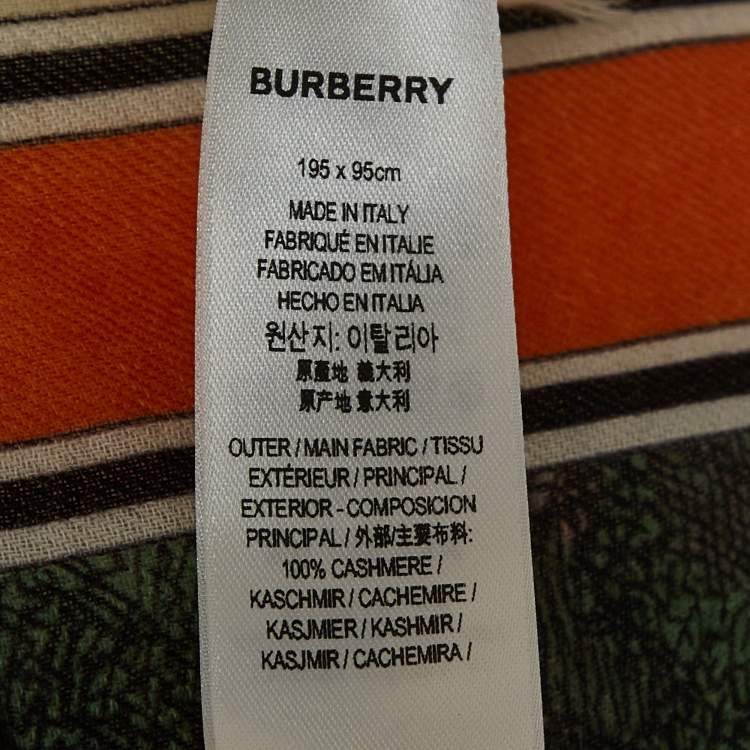 BURBERRY
195 x 95cm
MADE IN ITALY
FABRIQUÉ EN ITALIE
FABRICADO EM ITÁLIA
HECHO EN ITALIA
원산지: 이탈리아
原產地 義大利
原产地 意大利
OUTER / MAIN FABRIC / TISSU
EXTÉRIEUR / PRINCIPAL /
EXTERIOR - COMPOSICION
PRINCIPAL / 外部/主要布料:
100% CASHMERE /
KASCHMIR / CACHEMIRE /
KASJMIER / KASHMIR /
KASJMIR / CACHEMIRA /